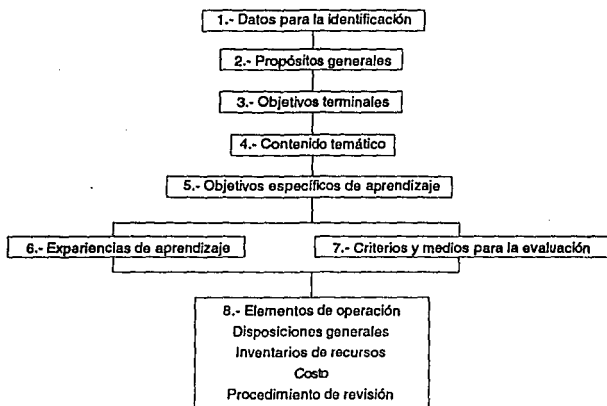 1.- Datos para la identificación
2.- Propósitos generales
3.- Objetivos terminales
4.- Contenido temático
5.- Objetivos específicos de aprendizaje
6.- Experiencias de aprendizaje
7.- Criterios y medios para la evaluación
8.- Elementos de operación
Disposiciones generales
Inventarios de recursos
Costo
Procedimiento de revisión